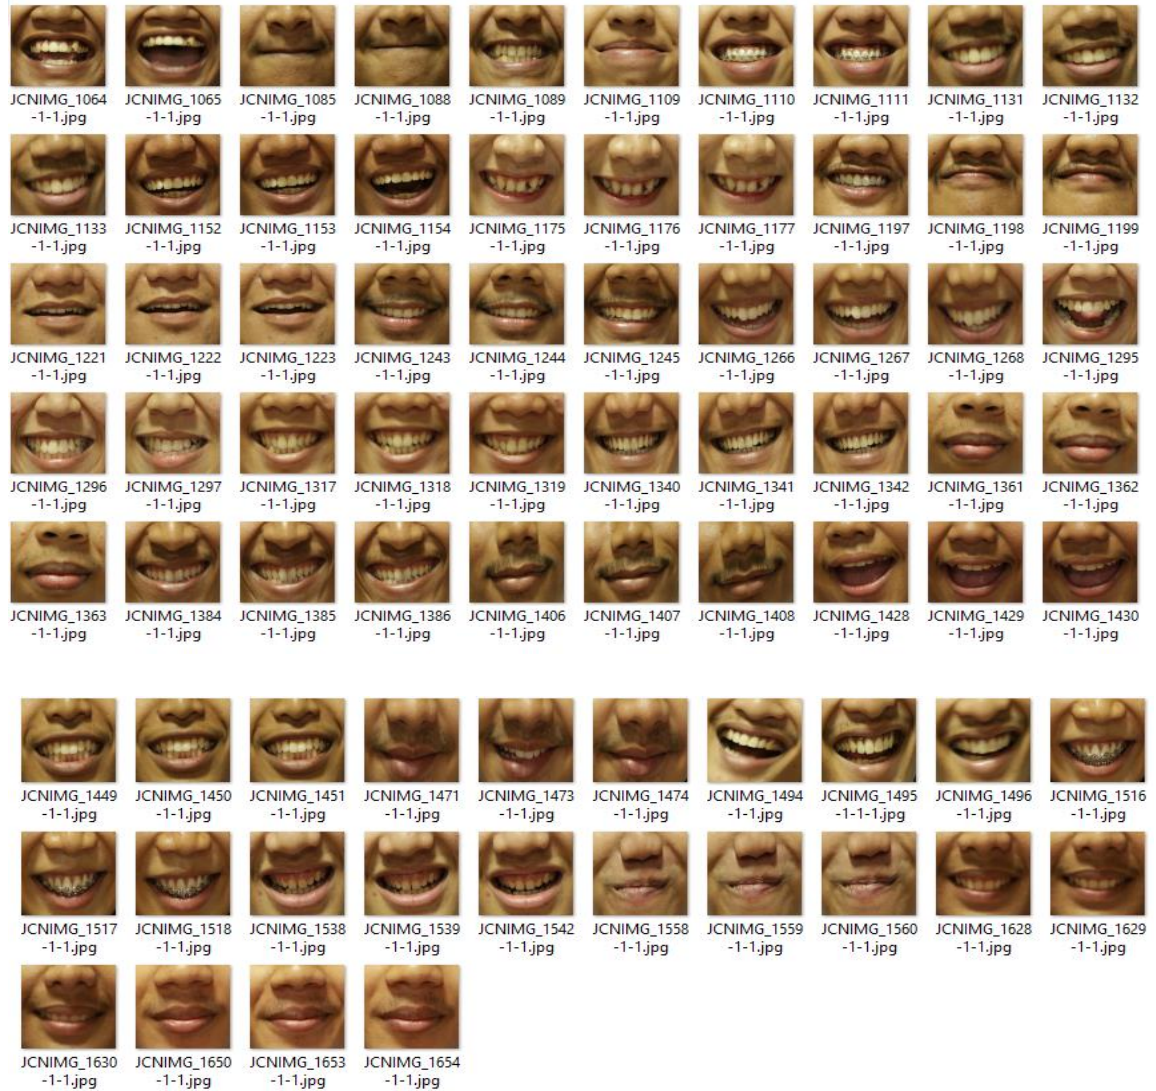 JCNIMG_1064 JCNIMG_1065 JCNIMG_1085 JCNIMG_1088 JCNIMG_1089 JCNIMG_1109 JCNIMG_1110 JCNIMG_1111 JCNIMG_1131 JCNIMG_1132
-1-1.jpg -1-1.jpg -1-1.jpg -1-1.jpg -1-1.jpg -1-1.jpg -1-1.jpg -1-1.jpg -1-1.jpg -1-1.jpg
JCNIMG_1133 JCNIMG_1152 JCNIMG_1153 JCNIMG_1154 JCNIMG_1175 JCNIMG_1176 JCNIMG_1177 JCNIMG_1197 JCNIMG_1198 JCNIMG_1199
-1-1.jpg -1-1.jpg -1-1.jpg -1-1.jpg -1-1.jpg -1-1.jpg -1-1.jpg -1-1.jpg -1-1.jpg -1-1.jpg
JCNIMG_1221 JCNIMG_1222 JCNIMG_1223 JCNIMG_1243 JCNIMG_1244 JCNIMG_1245 JCNIMG_1266 JCNIMG_1267 JCNIMG_1268 JCNIMG_1295
-1-1.jpg -1-1.jpg -1-1.jpg -1-1.jpg -1-1.jpg -1-1.jpg -1-1.jpg -1-1.jpg -1-1.jpg -1-1.jpg
JCNIMG_1296 JCNIMG_1297 JCNIMG_1317 JCNIMG_1318 JCNIMG_1319 JCNIMG_1340 JCNIMG_1341 JCNIMG_1342 JCNIMG_1361 JCNIMG_1362
-1-1.jpg -1-1.jpg -1-1.jpg -1-1.jpg -1-1.jpg -1-1.jpg -1-1.jpg -1-1.jpg -1-1.jpg -1-1.jpg
JCNIMG_1363 JCNIMG_1384 JCNIMG_1385 JCNIMG_1386 JCNIMG_1406 JCNIMG_1407 JCNIMG_1408 JCNIMG_1428 JCNIMG_1429 JCNIMG_1430
-1-1.jpg -1-1.jpg -1-1.jpg -1-1.jpg -1-1.jpg -1-1.jpg -1-1.jpg -1-1.jpg -1-1.jpg -1-1.jpg
JCNIMG_1449 JCNIMG_1450 JCNIMG_1451 JCNIMG_1471 JCNIMG_1473 JCNIMG_1474 JCNIMG_1494 JCNIMG_1495 JCNIMG_1496 JCNIMG_1516
-1-1.jpg -1-1.jpg -1-1.jpg -1-1.jpg -1-1.jpg -1-1.jpg -1-1.jpg -1-1-1.jpg -1-1.jpg -1-1.jpg
JCNIMG_1517 JCNIMG_1518 JCNIMG_1538 JCNIMG_1539 JCNIMG_1542 JCNIMG_1558 JCNIMG_1559 JCNIMG_1560 JCNIMG_1628 JCNIMG_1629
-1-1.jpg -1-1.jpg -1-1.jpg -1-1.jpg -1-1.jpg -1-1.jpg -1-1.jpg -1-1.jpg -1-1.jpg -1-1.jpg
JCNIMG_1630 JCNIMG_1650 JCNIMG_1653 JCNIMG_1654
-1-1.jpg -1-1.jpg -1-1.jpg -1-1.jpg